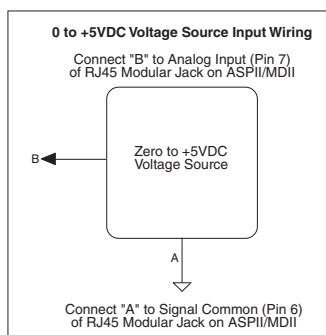 0 to +5VDC Voltage Source Input Wiring
Connect "B" to Analog Input (Pin 7)
of RJ45 Modular Jack on ASPII/MDII
Zero to +5VDC
Voltage Source
B
A
Connect "A" to Signal Common (Pin 6)
of RJ45 Modular Jack on ASPII/MDII